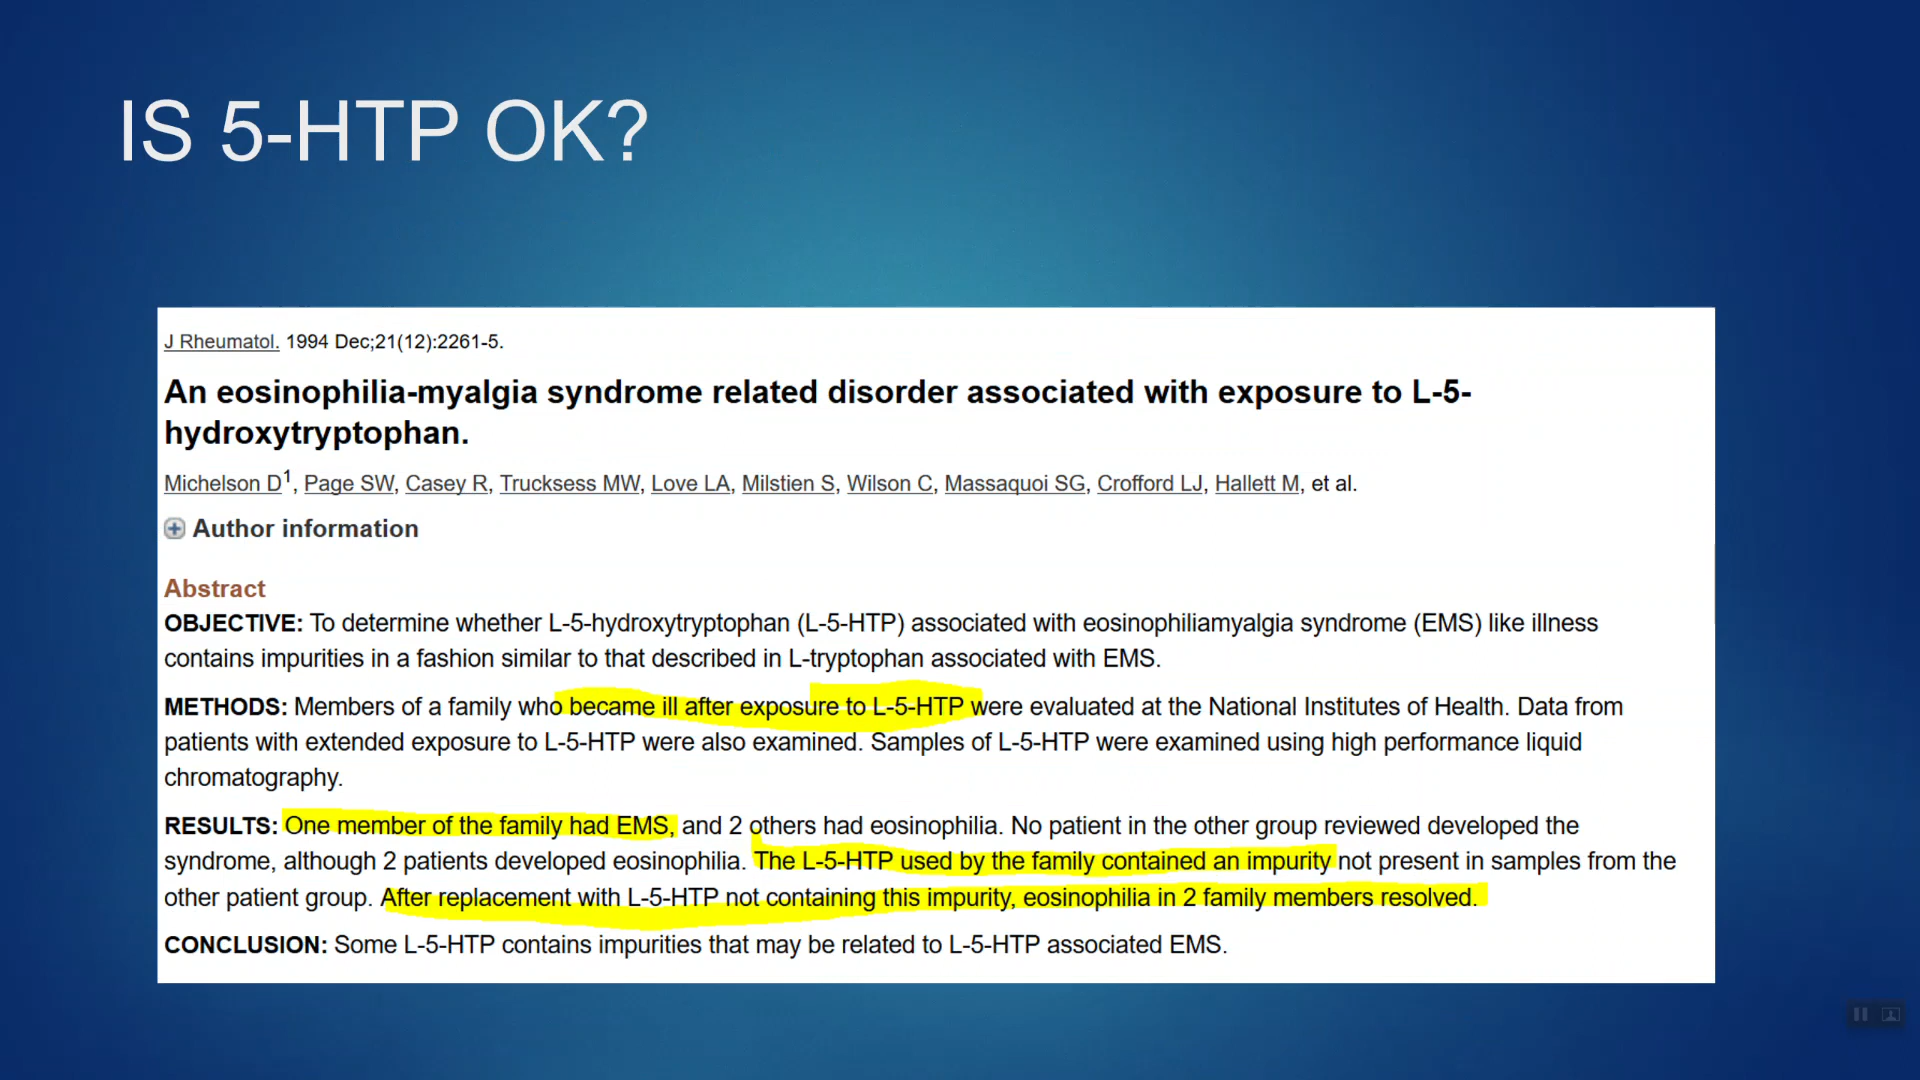 IS 5-HTP OK?
J Rheumatol. 1994 Dec;21(12):2261-5.
An eosinophilia-myalgia syndrome related disorder associated with exposure to L-5-
hydroxytryptophan.
Michelson D1, Page SW, Casey R, Trucksess MW, Love LA, Milstien S, Wilson C, Massaquoi SG, Crofford LJ, Hallett M, et al.
Author information
Abstract
OBJECTIVE: To determine whether L-5-hydroxytryptophan (L-5-HTP) associated with eosinophiliamyalgia syndrome (EMS) like illness
contains impurities in a fashion similar to that described in L-tryptophan associated with EMS.
METHODS: Members of a family who became ill after exposure to L-5-HTP were evaluated at the National Institutes of Health. Data from
patients with extended exposure to L-5-HTP were also examined. Samples of L-5-HTP were examined using high performance liquid
chromatography.
RESULTS: One member of the family had EMS, and 2 others had eosinophilia. No patient in the other group reviewed developed the
syndrome, although 2 patients developed eosinophilia. The L-5-HTP used by the family contained an impurity not present in samples from the
other patient group. After replacement with L-5-HTP not containing this impurity, eosinophilia in 2 family members resolved.
CONCLUSION: Some L-5-HTP contains impurities that may be related to L-5-HTP associated EMS.